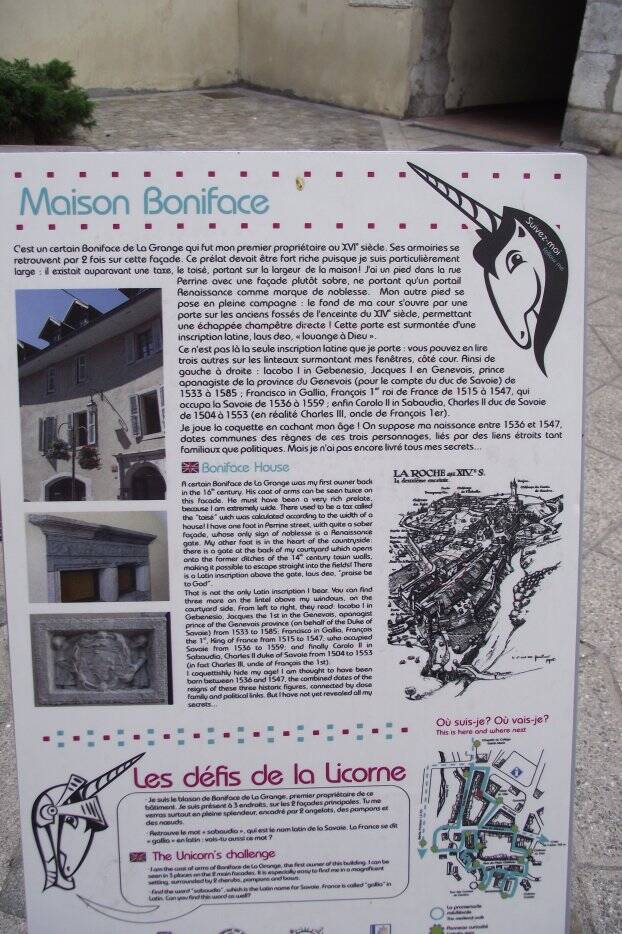 Maison Boniface
Suivez-moi
Follow me
C'est un certain Boniface de La Grange qui fut mon premier propriétaire au XVIe siècle. Ses armoiries se
retrouvent par 2 fois sur cette façade. Ce prélat devait être fort riche puisque je suis particulièrement
large : il existait auparavant une taxe, le toisé, portant sur la largeur de la maison! J'ai un pied dans la rue
Perrine avec une façade plutôt sobre, ne portant qu'un portail
Renaissance comme marque de noblesse. Mon autre pied se
pose en pleine campagne : le fond de ma cour s'ouvre par une
porte sur les anciens fossés de l'enceinte du XIVe siècle, permettant
une échappée champêtre directe ! Cette porte est surmontée d'une
inscription latine, laus deo, « louange à Dieu ».
Ce n'est pas là la seule inscription latine que je porte : vous pouvez en lire
trois autres sur les linteaux surmontant mes fenêtres, côté cour. Ainsi de
gauche à droite : Iacobo I in Gebenesio, Jacques I en Genevois, prince
apanagiste de la province du Genevois (pour le compte du duc de Savoie) de
1533 à 1585 ; Francisco in Gallia, François 1er roi de France de 1515 à 1547, qui
occupa la Savoie de 1536 à 1559 ; enfin Carolo II in Sabaudia, Charles II duc de Savoie
de 1504 à 1553 (en réalité Charles III, oncle de François 1er).
Je joue la coquette en cachant mon âge ! On suppose ma naissance entre 1536 et 1547,
dates communes des règnes de ces trois personnages, liés par des liens étroits tant
familiaux que politiques. Mais je n'ai pas encore livré tous mes secrets...
Boniface House
A certain Boniface de La Grange was my first owner back
in the 16th century. His coat of arms can be seen twice on
this façade. He must have been a very rich prelate,
because I am extremely wide. There used to be a tax called
the "toisé" wich was calculated according to the width of a
house! I have one foot in Perrine street, with quite a sober
façade, whose only sign of noblesse is a Renaissance
gate. My other foot is in the heart of the countryside:
there is a gate at the back of my courtyard which opens
onto the former ditches of the 14th century town walls,
making it possible to escape straight into the fields! There
is a Latin inscription above the gate, laus deo, "praise be
to God".
That is not the only Latin inscription I bear. You can find
three more on the lintel above my windows, on the
courtyard side. From left to right, they read: Iacobo I in
Gebenesio, Jacques the 1st in the Genevois, apanagist
prince of the Genevois province (on behalf of the Duke of
Savoie) from 1533 to 1585; Francisco in Gallia, François
the 1st, King of France from 1515 to 1547; who occupied
Savoie from 1536 to 1559; and finally Carolo II in
Sabaudia, Charles II duke of Savoie from 1504 to 1553
(in fact Charles III, uncle of François the 1st).
I coquettishly hide my age! I am thought to have been
born between 1536 and 1547, the combined dates of the
reigns of these three historic figures, connected by close
family and political links. But I have not yet revealed all my
secrets...
LA ROCHE au XIVe S.
la deuxième enceinte.
Où suis-je? Où vais-je?
This is here and where next
Les défis de la Licorne
· Je suis le blason de Boniface de La Grange, premier propriétaire de ce
bâtiment. Je suis présent à 3 endroits, sur les 2 façades principales. Tu me
verras surtout en pleine splendeur, encadré par 2 angelots, des pampons et
des nœuds.
· Retrouve le mot « sabaudia », qui est le nom latin de la Savoie. La France se dit
« gallia » en latin : vois-tu aussi ce mot ?
The Unicorn's challenge
· I am the coat of arms of Boniface de La Grange, the first owner of this building. I can be
seen in 3 places on the 2 main facades. It is especially easy to find me in a magnificent
setting, surrounded by 2 cherubs, pompons and bows.
· Find the word "sabaudia", which is the Latin name for Savoie. France is called "gallia" in
Latin. Can you find this word as well?
La promenade
médiévale
The medieval walk